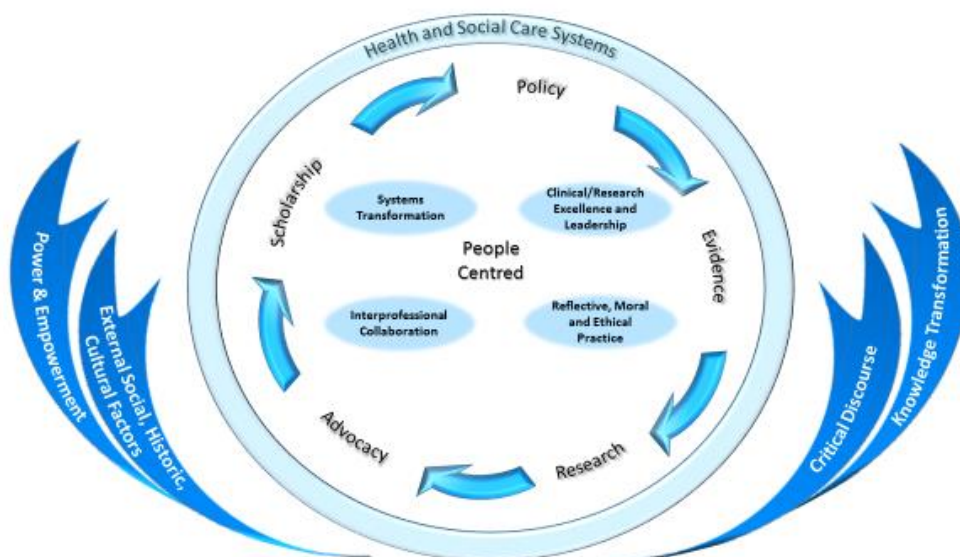 Health and Social Care Systems
Policy
Scholarship
Systems
Transformation
Clinical/Research
Excellence and
Leadership
People
Centred
Evidence
Interprofessional
Collaboration
Reflective, Moral
and Ethical
Practice
Advocacy
Research
Power & Empowerment
External Social, Historic,
Cultural Factors
Critical Discourse
Knowledge Transformation